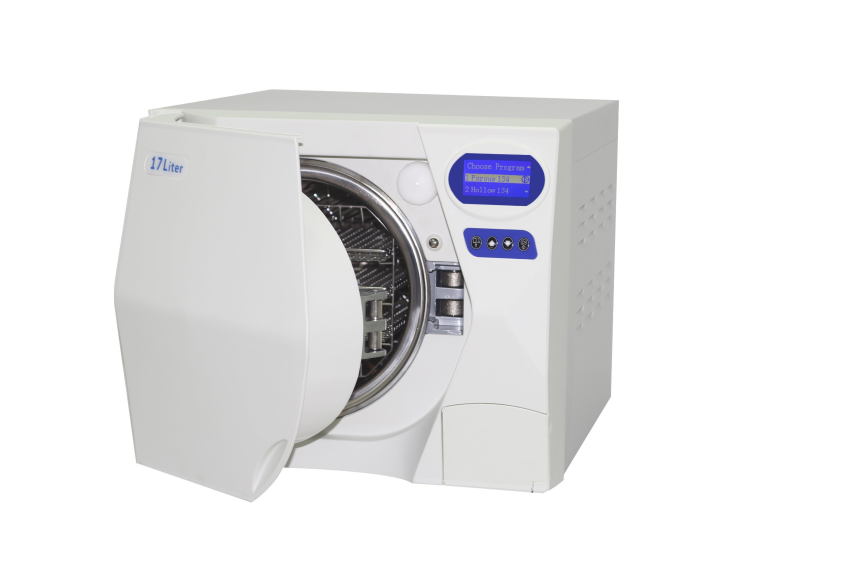 17Liter
Choose Program
1 Porous 134
2 Hollow 134